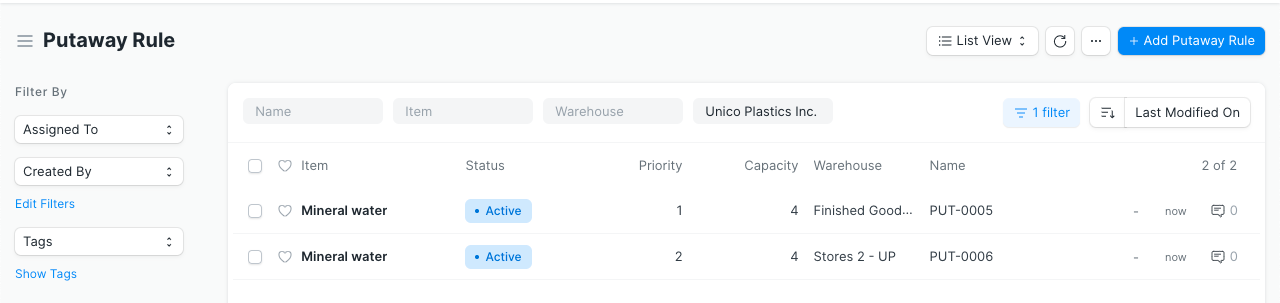 Putaway Rule
List View
...
+ Add Putaway Rule
Filter By
Assigned To
Created By
Edit Filters
Tags
Show Tags
Name Item Warehouse Unico Plastics Inc. 1 filter Last Modified On
Item Status Priority Capacity Warehouse Name 2 of 2
Mineral water Active 1 4 Finished Good... PUT-0005 - now 0
Mineral water Active 2 4 Stores 2 - UP PUT-0006 - now 0